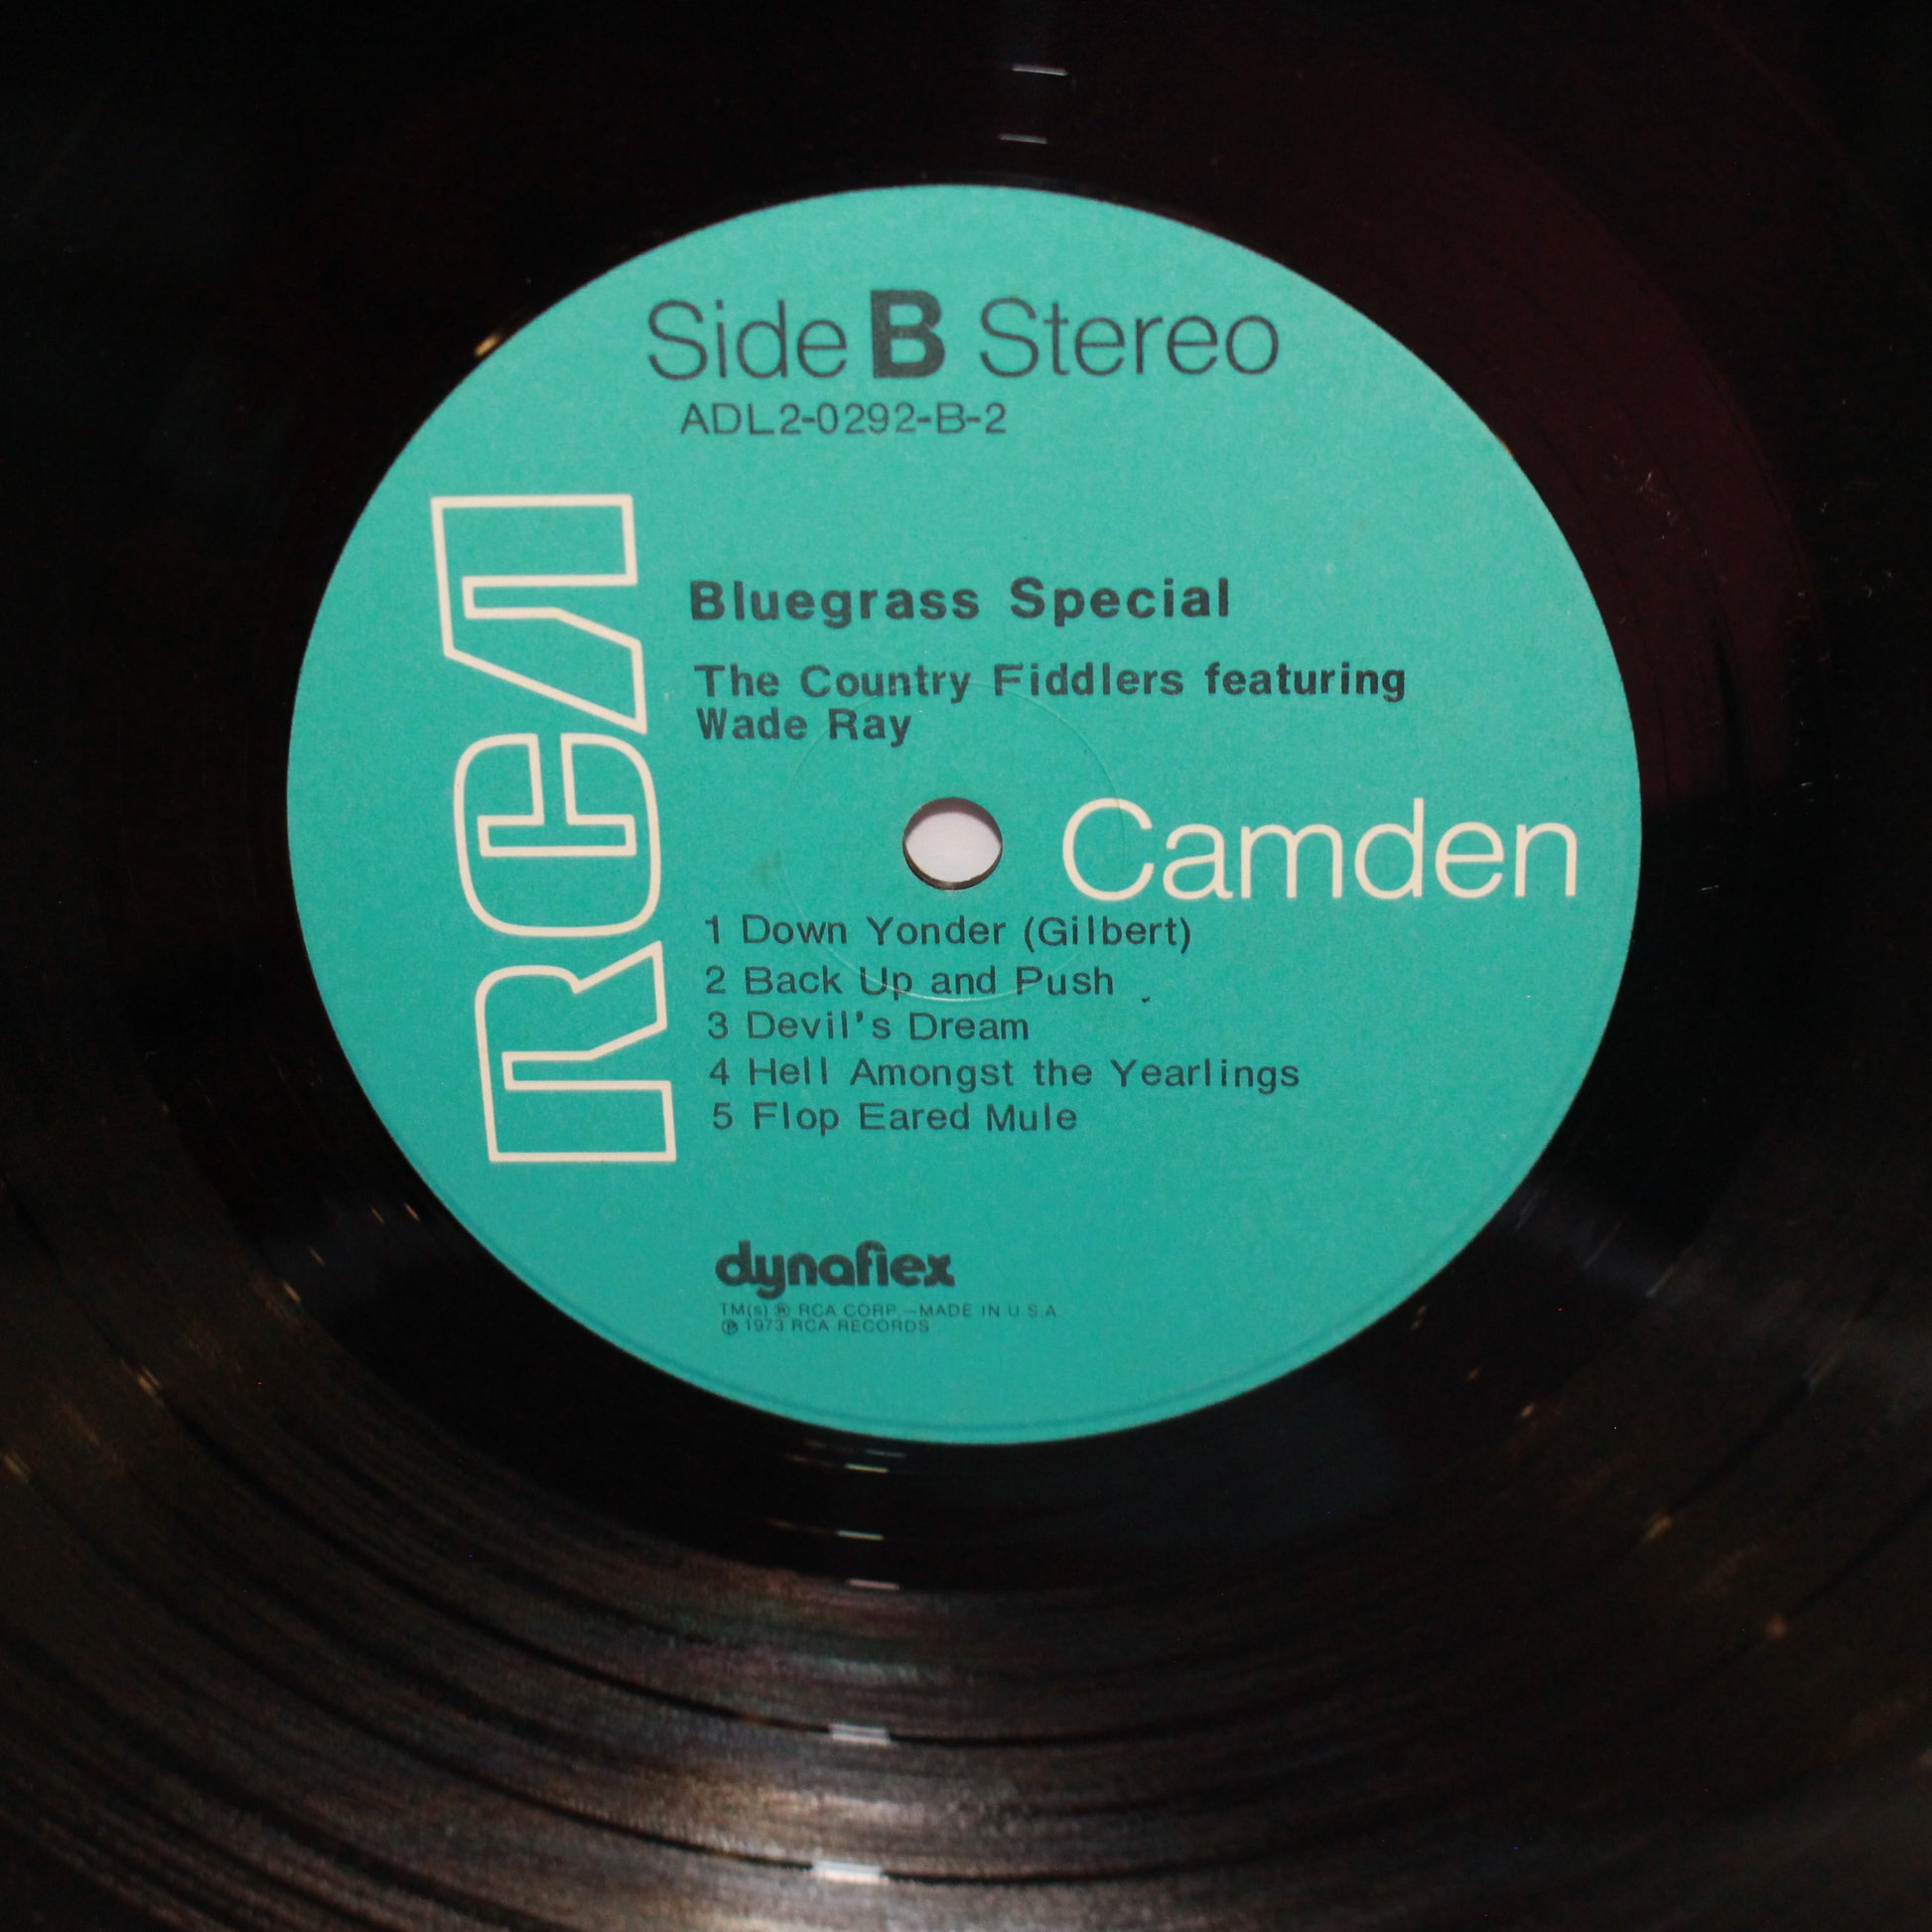 Side B Stereo
ADL2-0292-B-2
RCA
Bluegrass Special
The Country Fiddlers featuring
Wade Ray
Camden
1 Down Yonder (Gilbert)
2 Back Up and Push
3 Devil's Dream
4 Hell Amongst the Yearlings
5 Flop Eared Mule
dynaflex
TM(s) ® RCA CORP.—MADE IN U.S.A
℗ 1973 RCA RECORDS